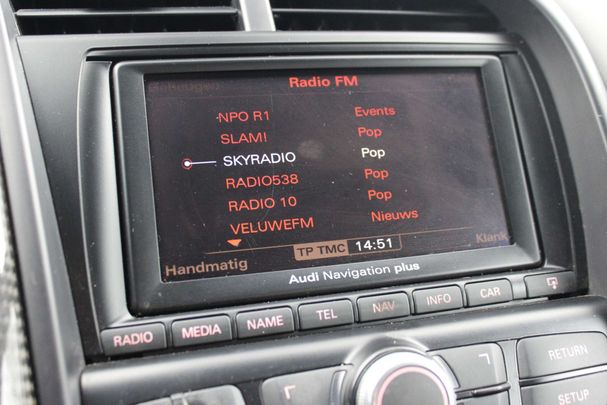 Radio FM
NPO R1 Events
SLAM! Pop
SKYRADIO Pop
RADIO538 Pop
RADIO 10 Pop
VELUWEFM Nieuws
TP TMC 14:51
Handmatig Klank
Audi Navigation plus
RADIO MEDIA NAME TEL NAV INFO CAR
RETURN
SETUP